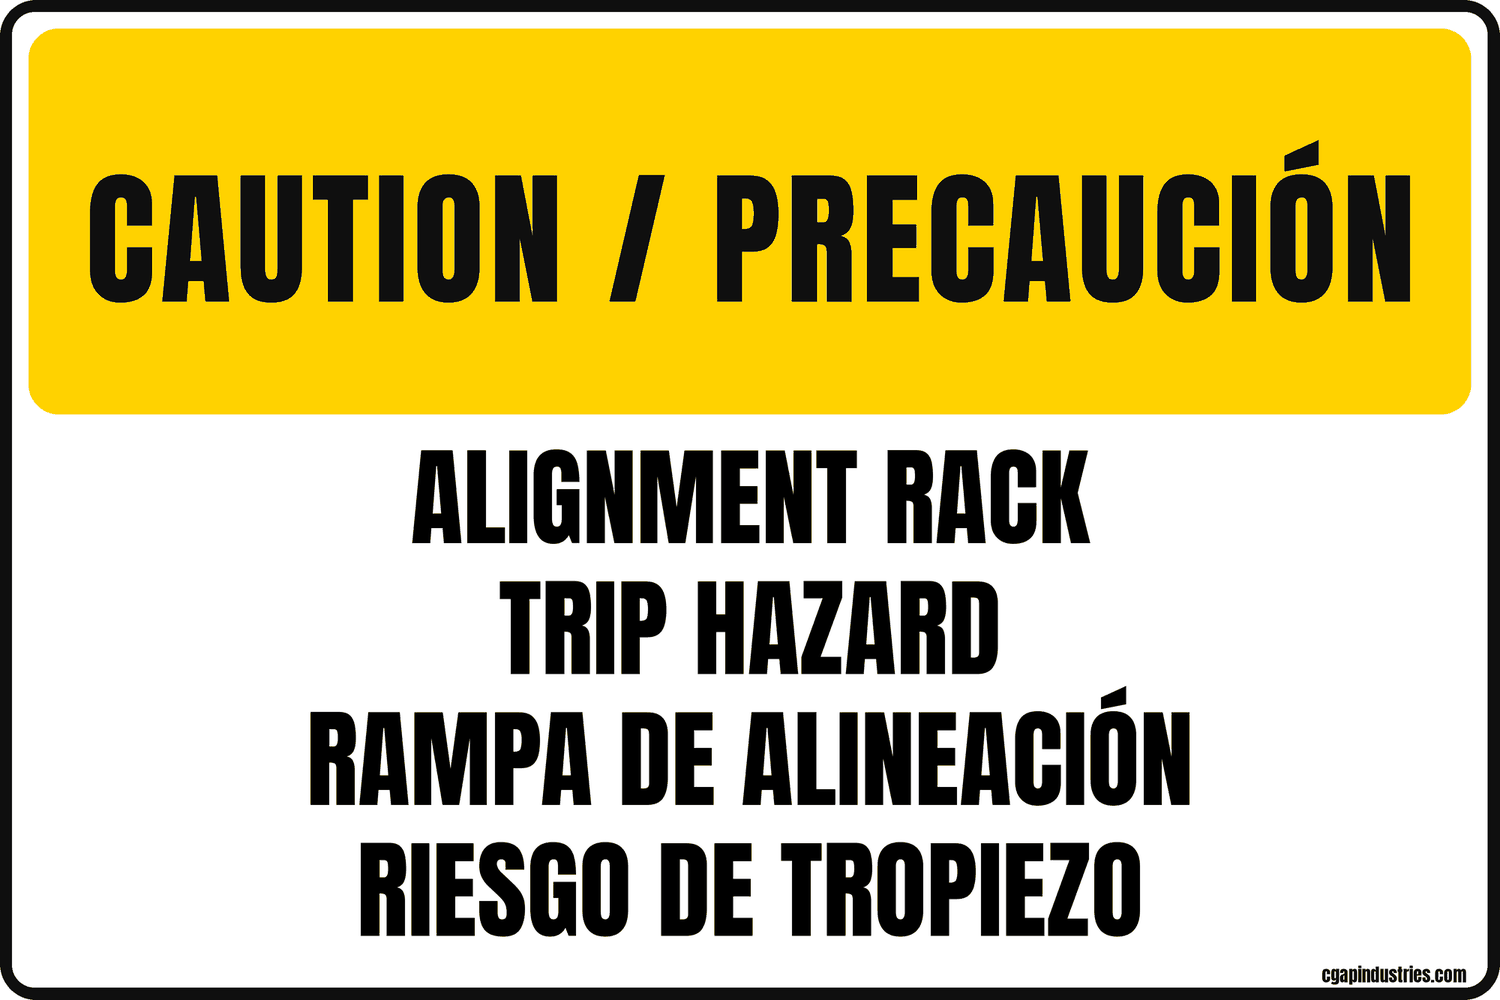 CAUTION / PRECAUCIÓN
ALIGNMENT RACK
TRIP HAZARD
RAMPA DE ALINEACIÓN
RIESGO DE TROPIEZO
cgapindustries.com